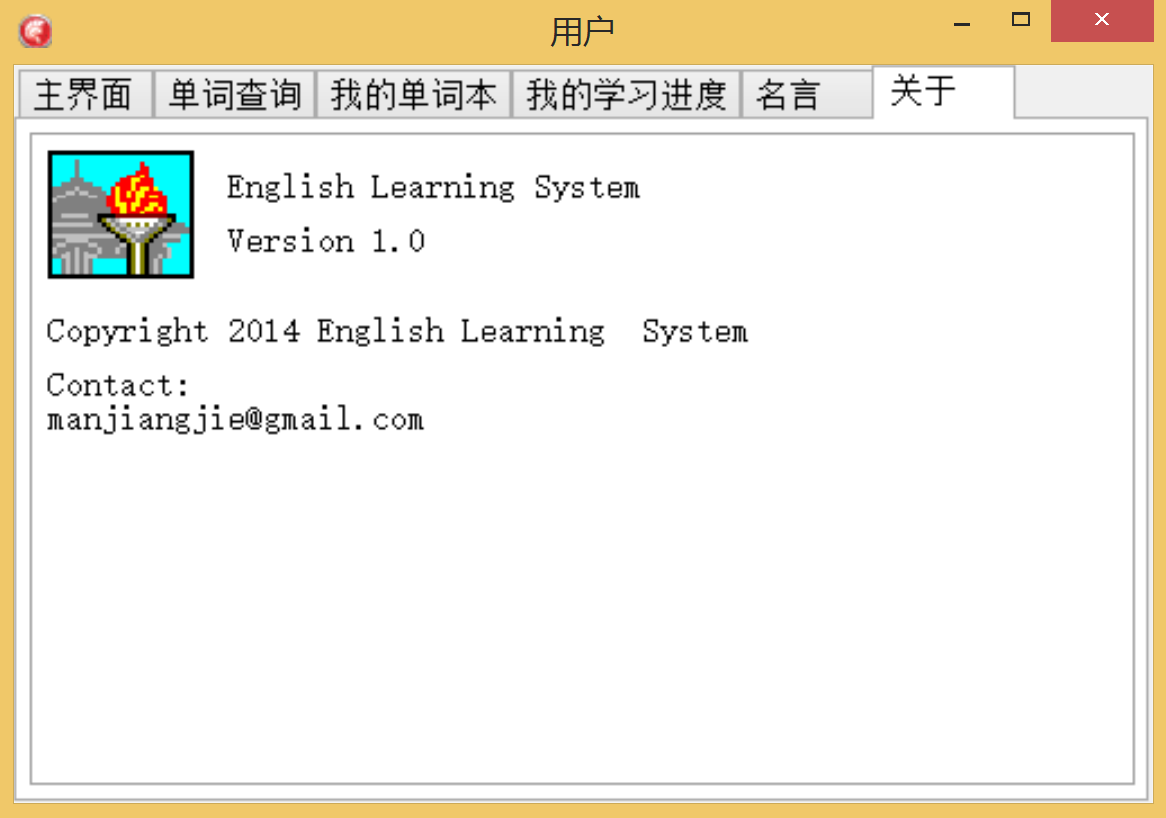 用户
主界面 单词查询 我的单词本 我的学习进度 名言 关于
English Learning System
Version 1.0
Copyright 2014 English Learning  System
Contact:
manjiangjie@gmail.com